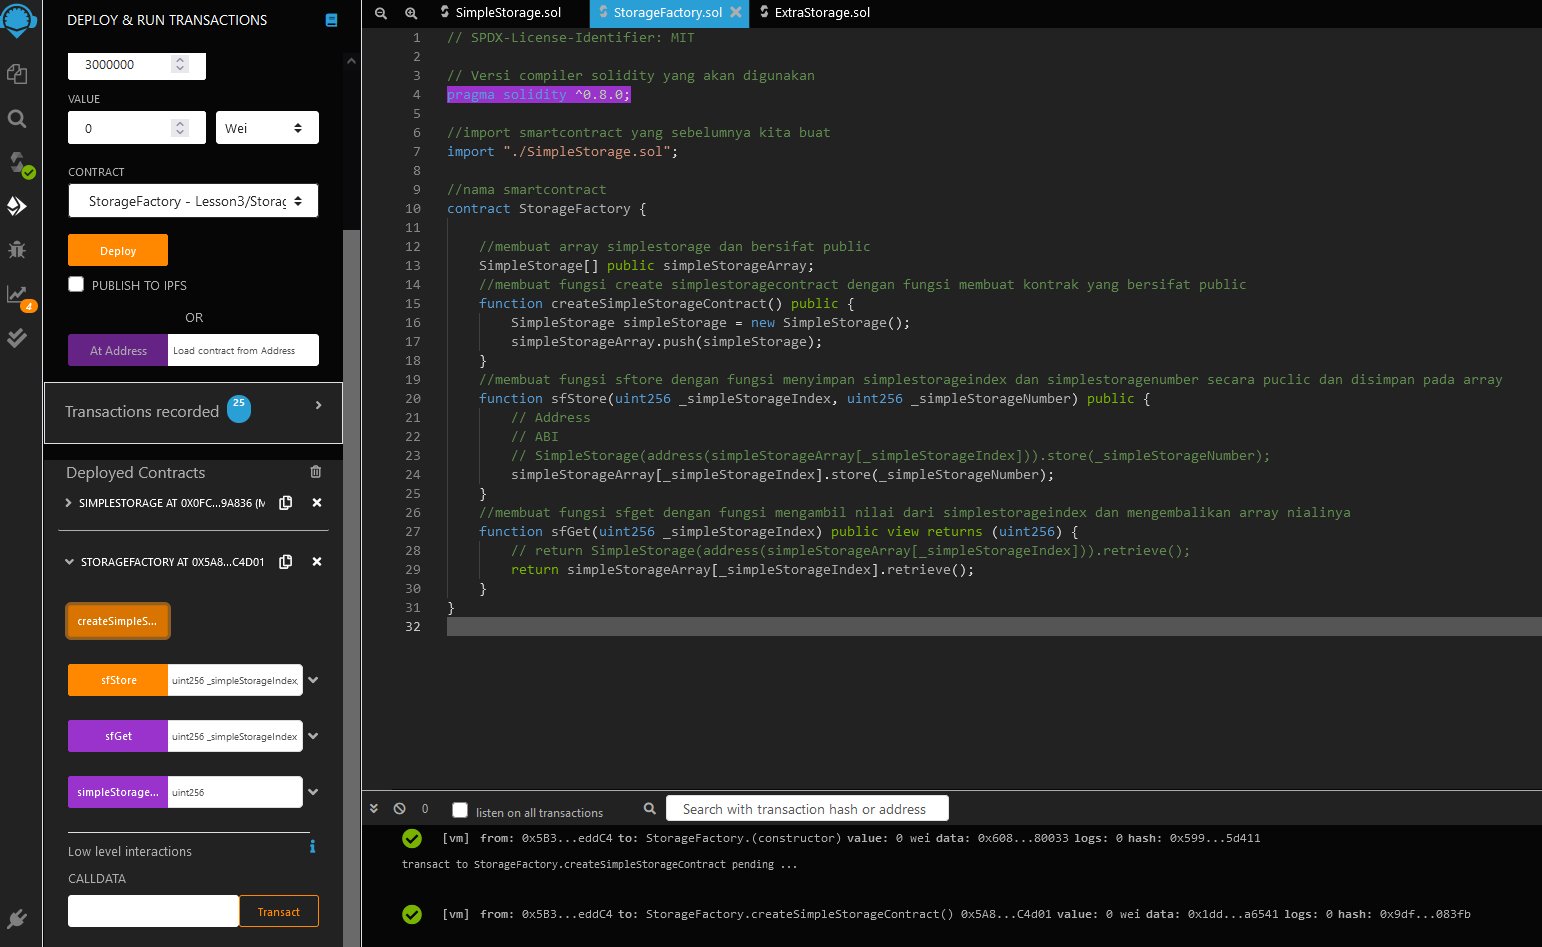 DEPLOY & RUN TRANSACTIONS
3000000
VALUE
0
Wei
CONTRACT
StorageFactory - Lesson3/Storag
Deploy
PUBLISH TO IPFS
OR
At Address
Load contract from Address
Transactions recorded
25
Deployed Contracts
SIMPLESTORAGE AT 0X0FC...9A836 (M
STORAGEFACTORY AT 0X5A8...C4D01
createSimpleS...
sfStore
uint256 _simpleStorageIndex,
sfGet
uint256 _simpleStorageIndex
simpleStorage...
uint256
Low level interactions
CALLDATA
Transact
4
SimpleStorage.sol
StorageFactory.sol
ExtraStorage.sol
1 // SPDX-License-Identifier: MIT
2
3 // Versi compiler solidity yang akan digunakan
4 pragma solidity ^0.8.0;
5
6 //import smartcontract yang sebelumnya kita buat
7 import "./SimpleStorage.sol";
8
9 //nama smartcontract
10 contract StorageFactory {
11
12 //membuat array simplestorage dan bersifat public
13 SimpleStorage[] public simpleStorageArray;
14 //membuat fungsi create simplestoragecontract dengan fungsi membuat kontrak yang bersifat public
15 function createSimpleStorageContract() public {
16 SimpleStorage simpleStorage = new SimpleStorage();
17 simpleStorageArray.push(simpleStorage);
18 }
19 //membuat fungsi sftore dengan fungsi menyimpan simplestorageindex dan simplestoragenumber secara puclic dan disimpan pada array
20 function sfStore(uint256 _simpleStorageIndex, uint256 _simpleStorageNumber) public {
21 // Address
22 // ABI
23 // SimpleStorage(address(simpleStorageArray[_simpleStorageIndex])).store(_simpleStorageNumber);
24 simpleStorageArray[_simpleStorageIndex].store(_simpleStorageNumber);
25 }
26 //membuat fungsi sfget dengan fungsi mengambil nilai dari simplestorageindex dan mengembalikan array nialinya
27 function sfGet(uint256 _simpleStorageIndex) public view returns (uint256) {
28 // return SimpleStorage(address(simpleStorageArray[_simpleStorageIndex])).retrieve();
29 return simpleStorageArray[_simpleStorageIndex].retrieve();
30 }
31 }
32
0
listen on all transactions
Search with transaction hash or address
[vm] from: 0x5B3...eddC4 to: StorageFactory.(constructor) value: 0 wei data: 0x608...80033 logs: 0 hash: 0x599...5d411
transact to StorageFactory.createSimpleStorageContract pending ...
[vm] from: 0x5B3...eddC4 to: StorageFactory.createSimpleStorageContract() 0x5A8...C4d01 value: 0 wei data: 0x1dd...a6541 logs: 0 hash: 0x9df...083fb